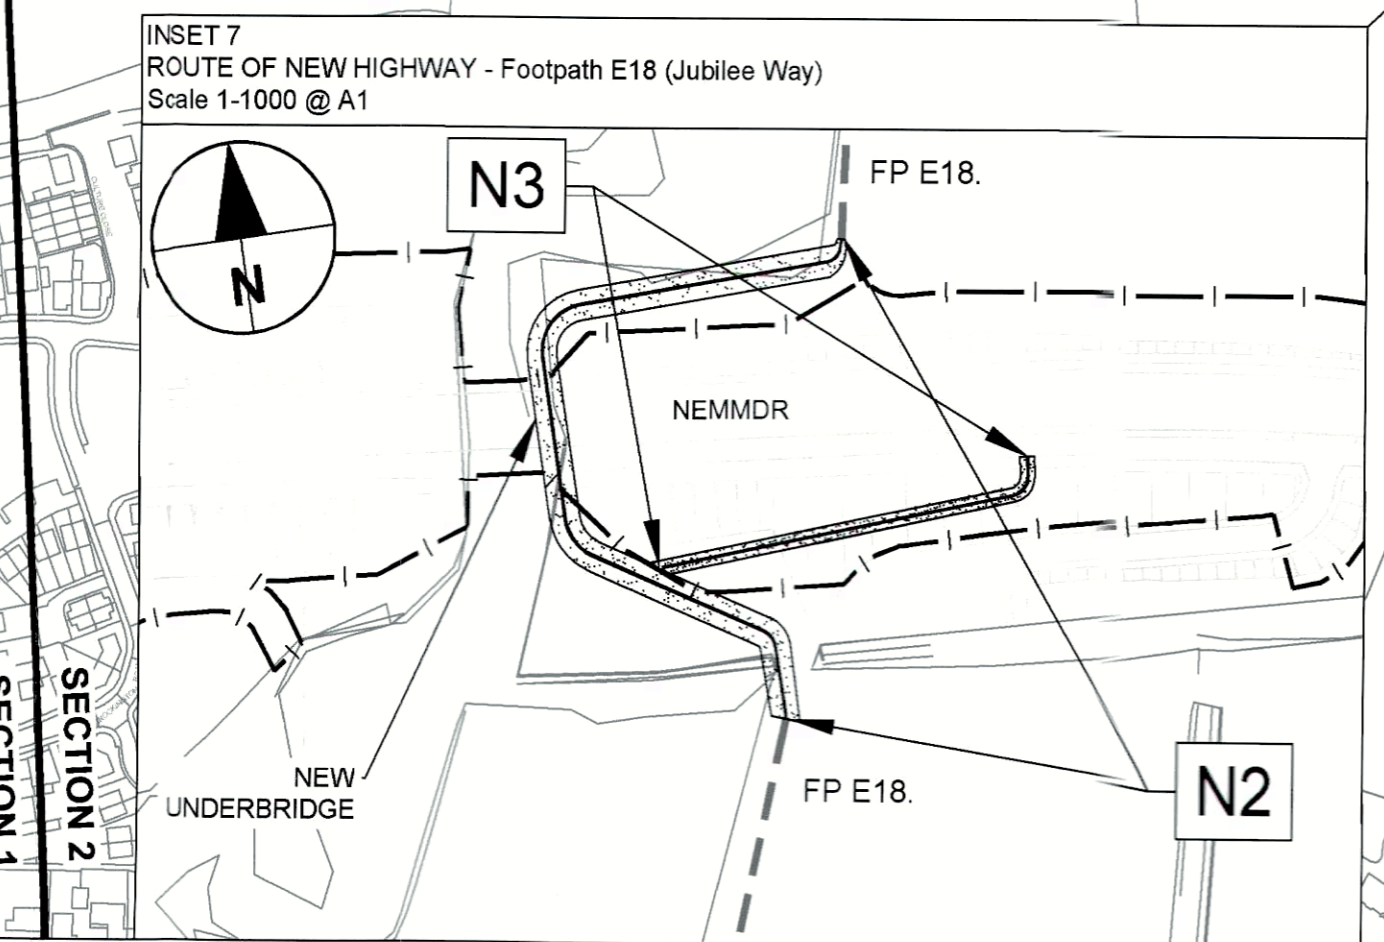 INSET 7
ROUTE OF NEW HIGHWAY - Footpath E18 (Jubilee Way)
Scale 1-1000 @ A1
N3
FP E18.
N
NEMMDR
NEW
UNDERBRIDGE
FP E18.
N2
SECTION 2
SECTION 1